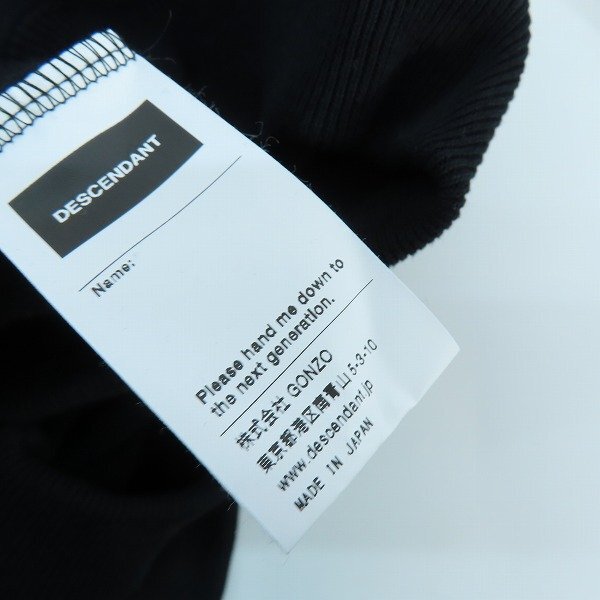 DESCENDANT
Name:
Please hand me down to
the next generation.
株式会社 GONZO
東京都港区南青山5-3-10
www.descendant.jp
MADE IN JAPAN